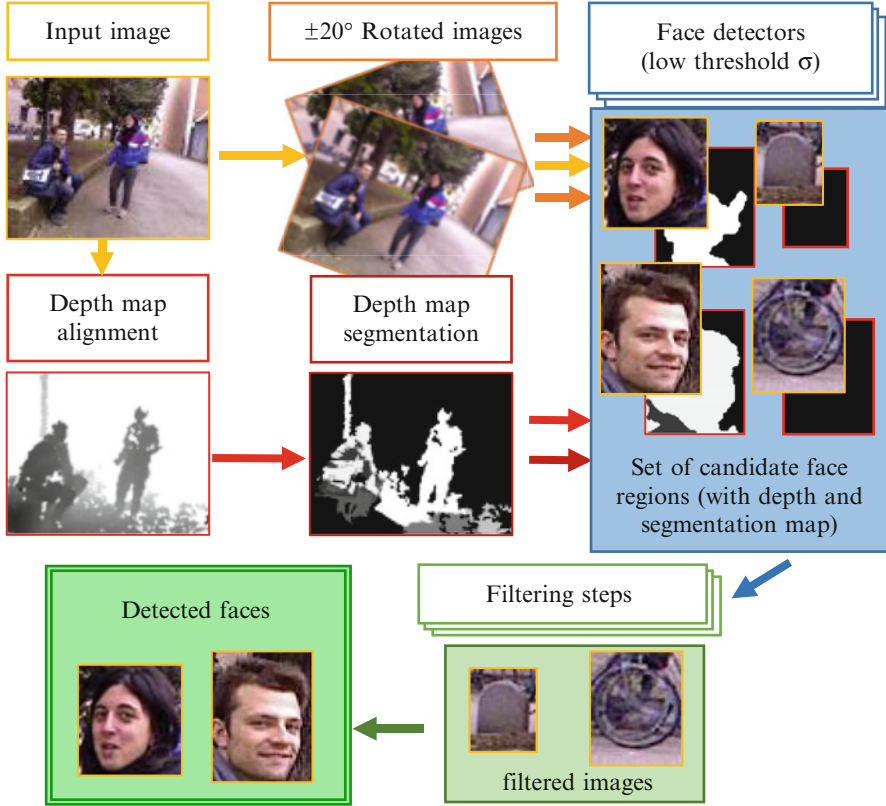 Input image
±20° Rotated images
Face detectors
(low threshold σ)
Depth map
alignment
Depth map
segmentation
Set of candidate face
regions (with depth and
segmentation map)
Detected faces
Filtering steps
filtered images